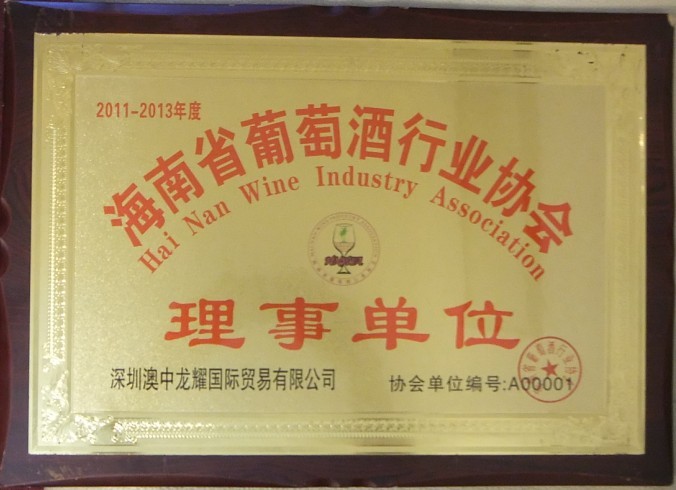 2011-2013年度
海南省葡萄酒行业协会
Hai Nan Wine Industry Association
理事单位
深圳澳中龙耀国际贸易有限公司
协会单位编号:A00001